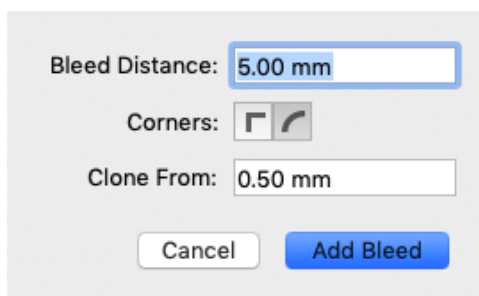 Bleed Distance: 5.00 mm
Corners:
Clone From: 0.50 mm
Cancel Add Bleed